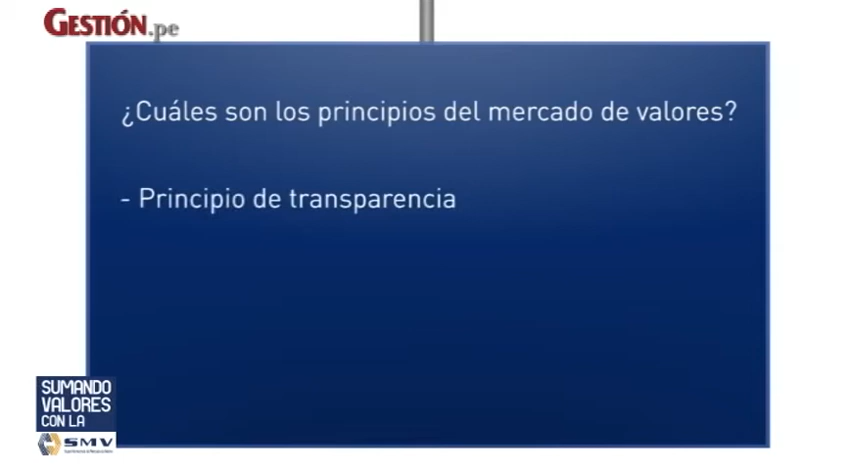 GESTIÓN.pe
¿Cuáles son los principios del mercado de valores?
- Principio de transparencia
SUMANDO
VALORES
CON LA
SMV